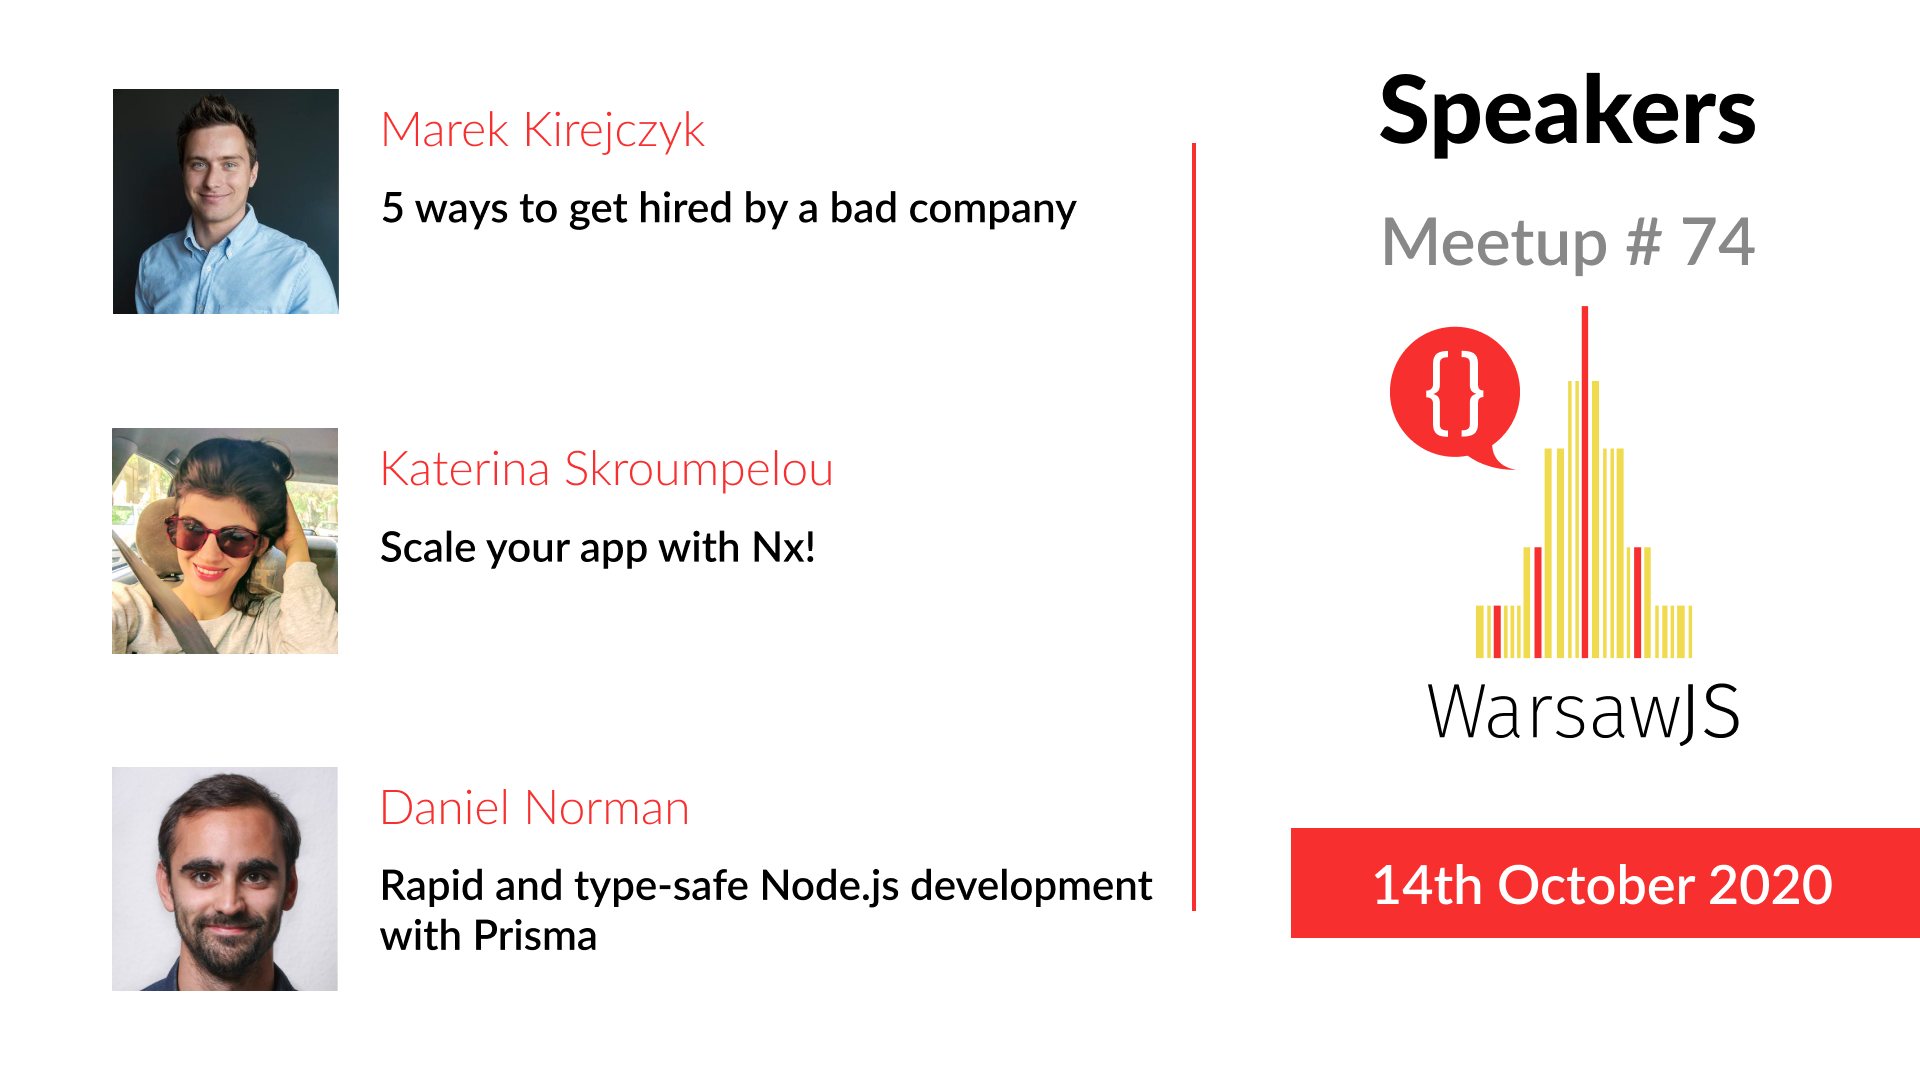 Marek Kirejczyk
5 ways to get hired by a bad company
Katerina Skroumpelou
Scale your app with Nx!
Daniel Norman
Rapid and type-safe Node.js development
with Prisma
Speakers
Meetup # 74
{}
WarsawJS
14th October 2020